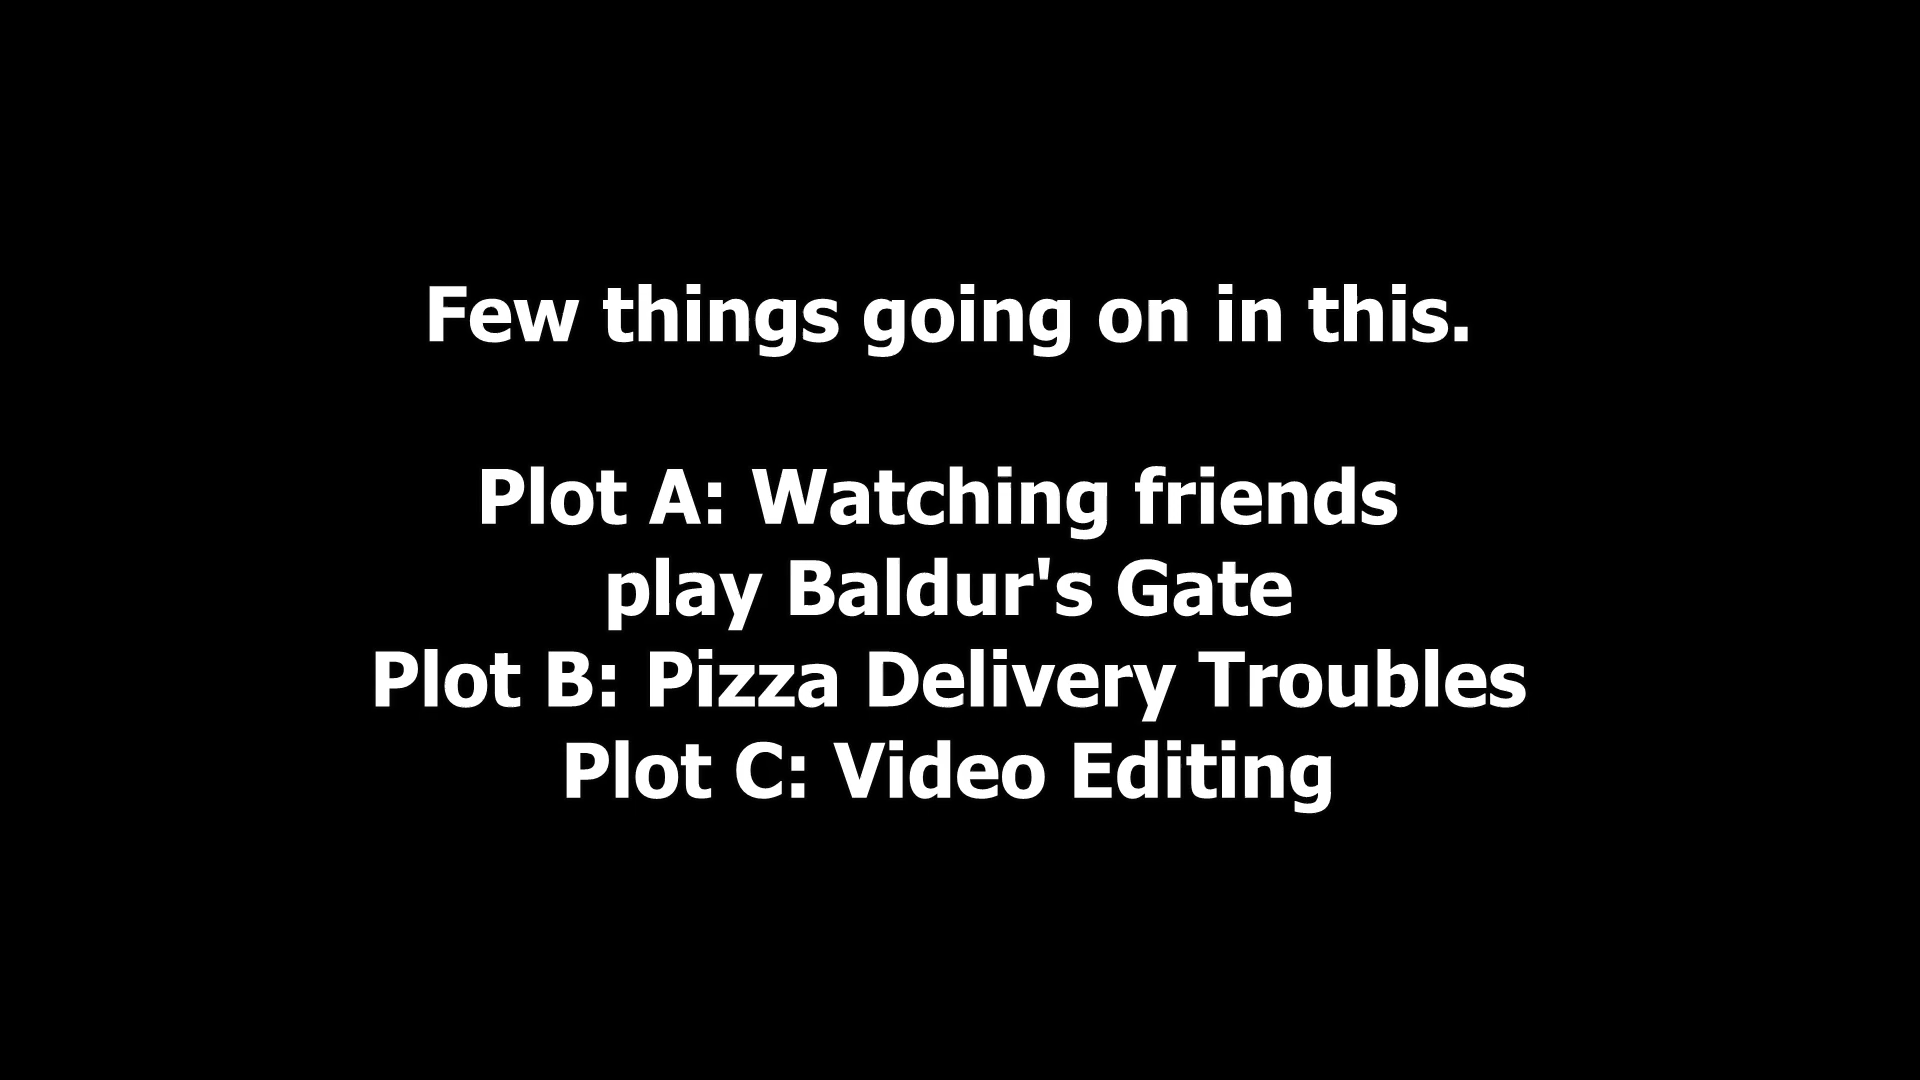 Few things going on in this.
Plot A: Watching friends
play Baldur's Gate
Plot B: Pizza Delivery Troubles
Plot C: Video Editing